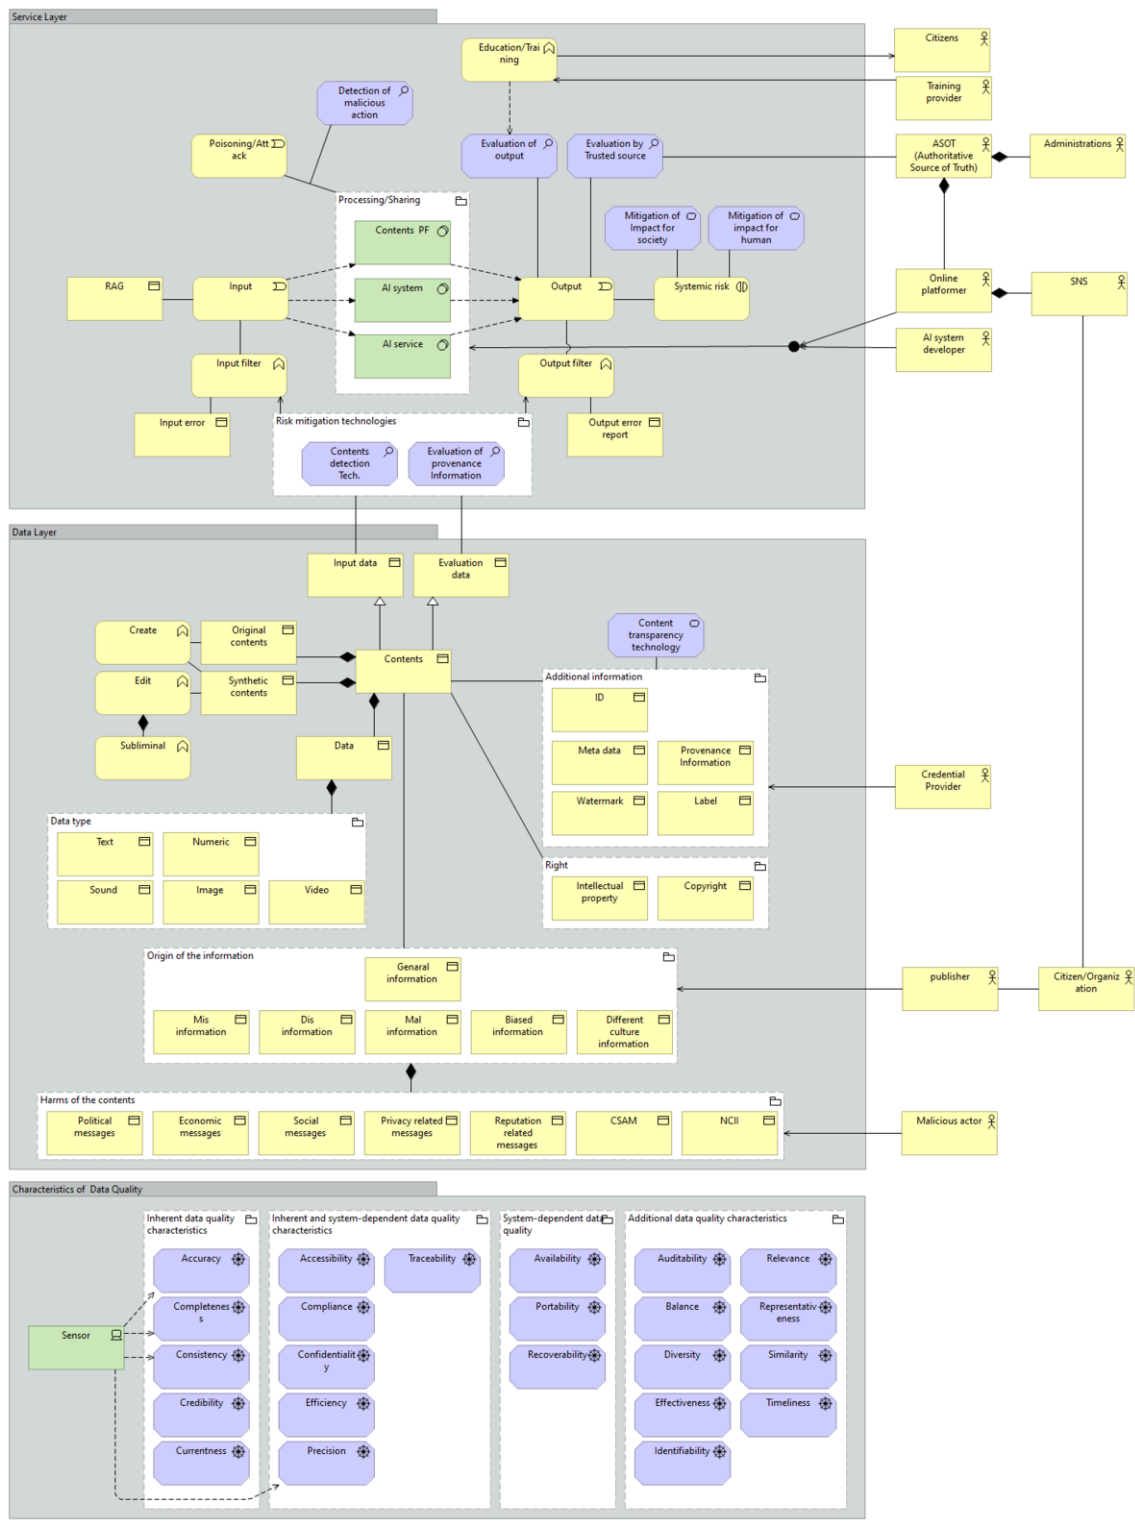 Service Layer
Education/Trai
ning
Citizens
Training
provider
Detection of
malicious
action
Poisoning/Att
ack
Evaluation of
output
Evaluation by
Trusted source
ASOT
(Authoritative
Source of Truth)
Administrations
Processing/Sharing
Contents PF
Mitigation of
Impact for
society
Mitigation of
impact for
human
RAG
Input
AI system
Output
Systemic risk
Online
platformer
SNS
AI service
AI system
developer
Input filter
Output filter
Input error
Risk mitigation technologies
Output error
report
Contents
detection
Tech.
Evaluation of
provenance
Information
Data Layer
Input data
Evaluation
data
Create
Original
contents
Contents
Content
transparency
technology
Edit
Synthetic
contents
Additional information
ID
Subliminal
Data
Meta data
Provenance
Information
Credential
Provider
Watermark
Label
Data type
Text
Numeric
Sound
Image
Video
Right
Intellectual
property
Copyright
Origin of the information
Genaral
information
publisher
Citizen/Organiz
ation
Mis
information
Dis
information
Mal
information
Biased
information
Different
culture
information
Harms of the contents
Political
messages
Economic
messages
Social
messages
Privacy related
messages
Reputation
related
messages
CSAM
NCII
Malicious actor
Characteristics of Data Quality
Inherent data quality
characteristics
Inherent and system-dependent data quality
characteristics
System-dependent data
quality
Additional data quality characteristics
Accuracy
Accessibility
Traceability
Availability
Auditability
Relevance
Completenes
s
Compliance
Portability
Balance
Representativ
eness
Sensor
Consistency
Confidentialit
y
Recoverability
Diversity
Similarity
Credibility
Efficiency
Effectiveness
Timeliness
Currentness
Precision
Identifiability